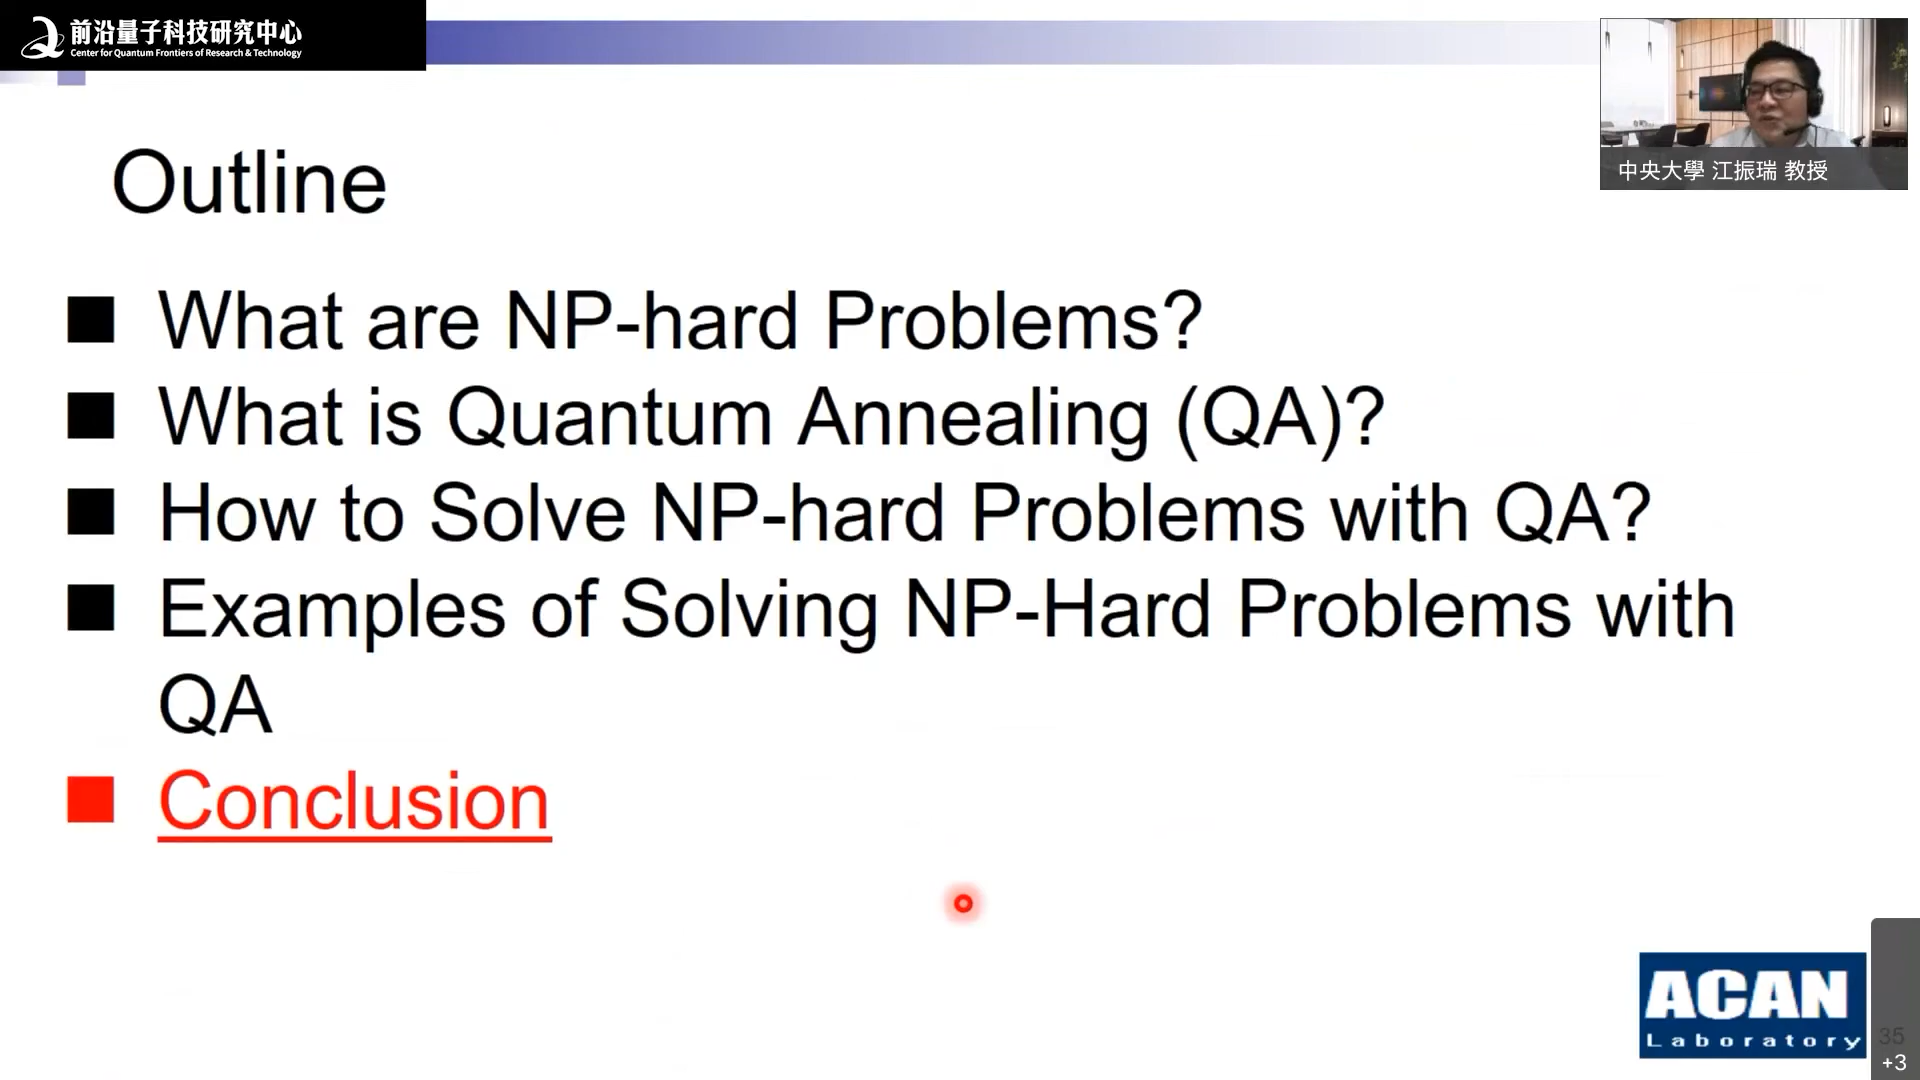 前沿量子科技研究中心
Center for Quantum Frontiers of Research & Technology
中央大學 江振瑞 教授
Outline
What are NP-hard Problems?
What is Quantum Annealing (QA)?
How to Solve NP-hard Problems with QA?
Examples of Solving NP-Hard Problems with
QA
Conclusion
ACAN
Laboratory
35
+3